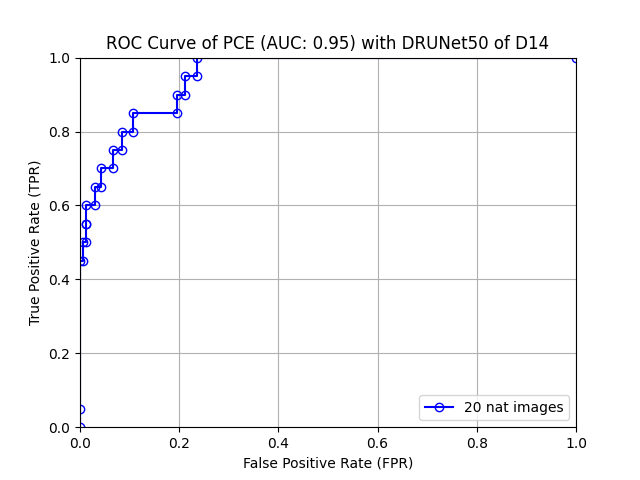 ROC Curve of PCE (AUC: 0.95) with DRUNet50 of D14
True Positive Rate (TPR)
1.0
0.8
0.6
0.4
0.2
0.0
20 nat images
0.0 0.2 0.4 0.6 0.8 1.0
False Positive Rate (FPR)